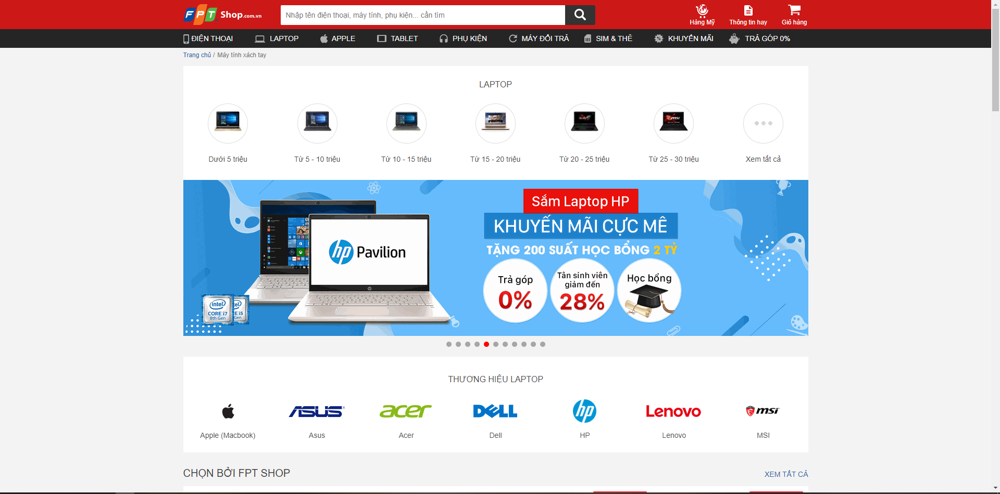 FPT Shop.com.vn
Nhập tên điện thoại, máy tính, phụ kiện... cần tìm
Hàng Mỹ
Thông tin hay
Giỏ hàng
ĐIỆN THOẠI
LAPTOP
APPLE
TABLET
PHỤ KIỆN
MÁY ĐỔI TRẢ
SIM & THẺ
KHUYẾN MÃI
TRẢ GÓP 0%
Trang chủ / Máy tính xách tay
LAPTOP
msi
Dưới 5 triệu
Từ 5 - 10 triệu
Từ 10 - 15 triệu
Từ 15 - 20 triệu
Từ 20 - 25 triệu
Từ 25 - 30 triệu
Xem tất cả
hp Pavilion
hp
intel
CORE i7
8th Gen
Sắm Laptop HP
KHUYẾN MÃI CỰC MÊ
TẶNG 200 SUẤT HỌC BỔNG 2 TỶ
Trả góp
0%
Tân sinh viên
giảm đến
28%
Học bổng
THƯƠNG HIỆU LAPTOP
ASUS
acer
DELL
hp
Lenovo
msi
Apple (Macbook)
Asus
Acer
Dell
HP
Lenovo
MSI
CHỌN BỞI FPT SHOP
XEM TẤT CẢ